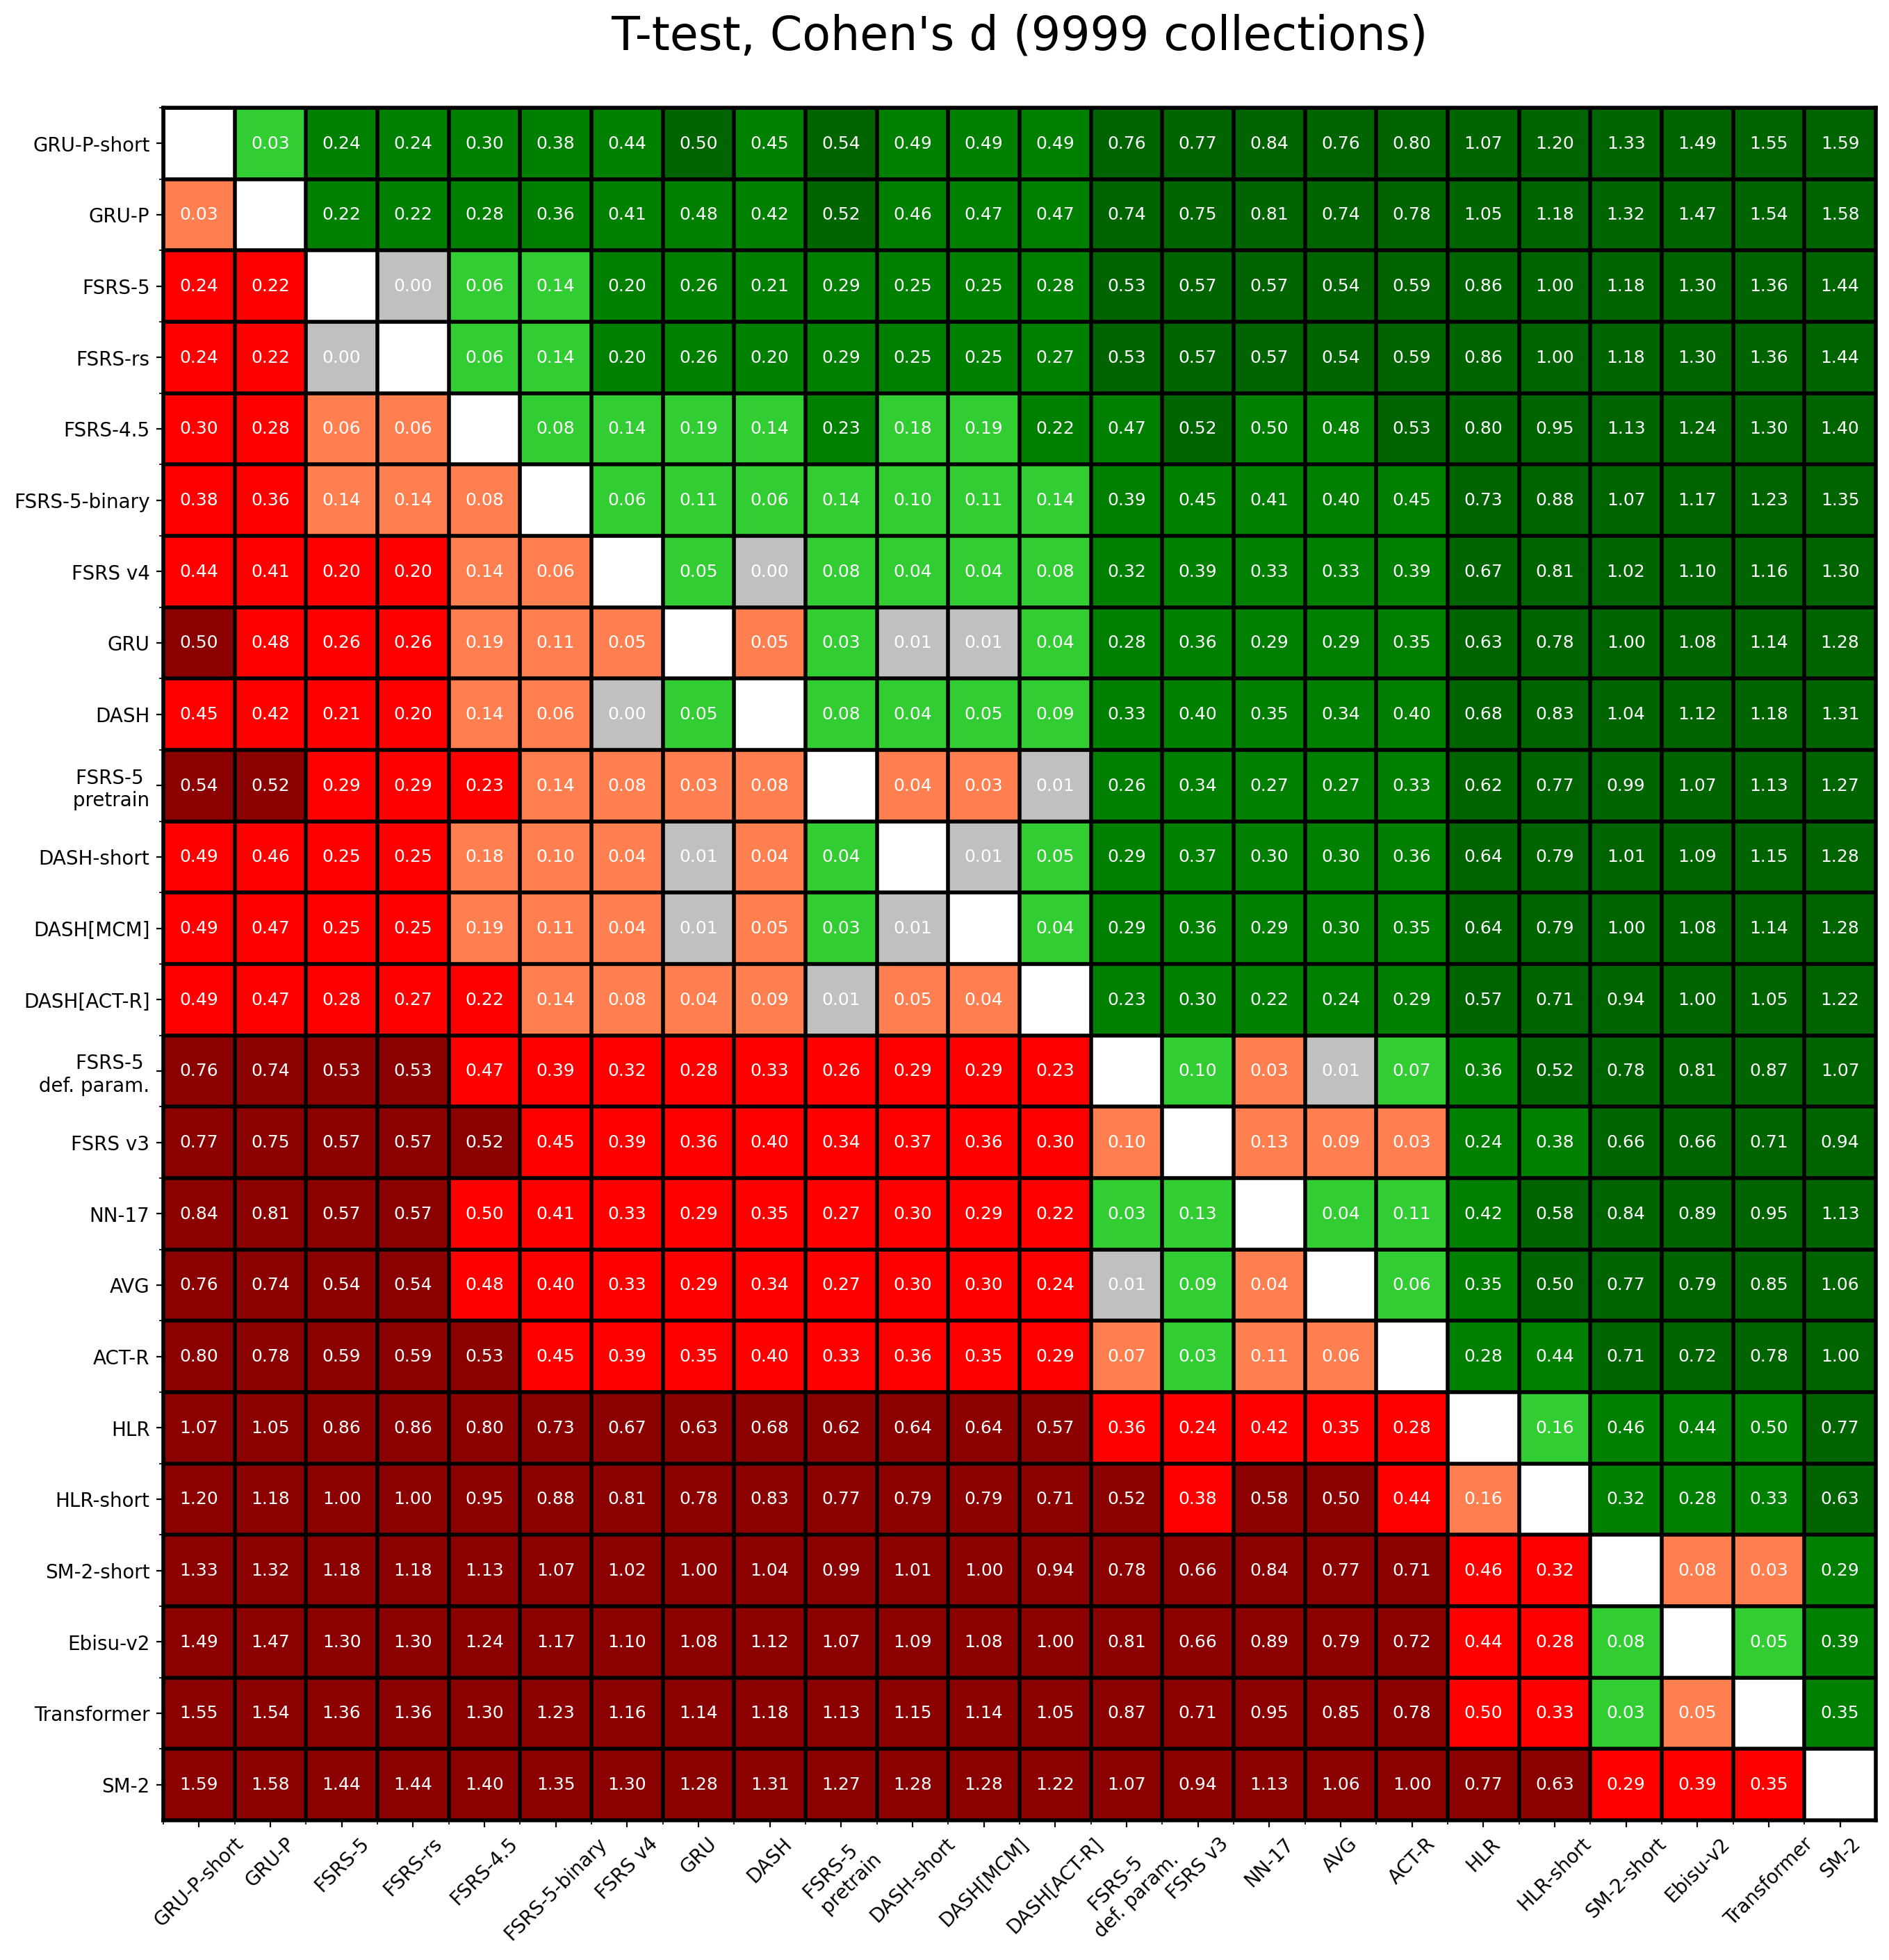 T-test, Cohen's d (9999 collections)
GRU-P-short 0.03 0.24 0.24 0.30 0.38 0.44 0.50 0.45 0.54 0.49 0.49 0.49 0.76 0.77 0.84 0.76 0.80 1.07 1.20 1.33 1.49 1.55 1.59
GRU-P 0.03 0.22 0.22 0.28 0.36 0.41 0.48 0.42 0.52 0.46 0.47 0.47 0.74 0.75 0.81 0.74 0.78 1.05 1.18 1.32 1.47 1.54 1.58
FSRS-5 0.24 0.22 0.00 0.06 0.14 0.20 0.26 0.21 0.29 0.25 0.25 0.28 0.53 0.57 0.57 0.54 0.59 0.86 1.00 1.18 1.30 1.36 1.44
FSRS-rs 0.24 0.22 0.00 0.06 0.14 0.20 0.26 0.20 0.29 0.25 0.25 0.27 0.53 0.57 0.57 0.54 0.59 0.86 1.00 1.18 1.30 1.36 1.44
FSRS-4.5 0.30 0.28 0.06 0.06 0.08 0.14 0.19 0.14 0.23 0.18 0.19 0.22 0.47 0.52 0.50 0.48 0.53 0.80 0.95 1.13 1.24 1.30 1.40
FSRS-5-binary 0.38 0.36 0.14 0.14 0.08 0.06 0.11 0.06 0.14 0.10 0.11 0.14 0.39 0.45 0.41 0.40 0.45 0.73 0.88 1.07 1.17 1.23 1.35
FSRS v4 0.44 0.41 0.20 0.20 0.14 0.06 0.05 0.00 0.08 0.04 0.04 0.08 0.32 0.39 0.33 0.33 0.39 0.67 0.81 1.02 1.10 1.16 1.30
GRU 0.50 0.48 0.26 0.26 0.19 0.11 0.05 0.05 0.03 0.01 0.01 0.04 0.28 0.36 0.29 0.29 0.35 0.63 0.78 1.00 1.08 1.14 1.28
DASH 0.45 0.42 0.21 0.20 0.14 0.06 0.00 0.05 0.08 0.04 0.05 0.09 0.33 0.40 0.35 0.34 0.40 0.68 0.83 1.04 1.12 1.18 1.31
FSRS-5
pretrain 0.54 0.52 0.29 0.29 0.23 0.14 0.08 0.03 0.08 0.04 0.03 0.01 0.26 0.34 0.27 0.27 0.33 0.62 0.77 0.99 1.07 1.13 1.27
DASH-short 0.49 0.46 0.25 0.25 0.18 0.10 0.04 0.01 0.04 0.04 0.01 0.05 0.29 0.37 0.30 0.30 0.36 0.64 0.79 1.01 1.09 1.15 1.28
DASH[MCM] 0.49 0.47 0.25 0.25 0.19 0.11 0.04 0.01 0.05 0.03 0.01 0.04 0.29 0.36 0.29 0.30 0.35 0.64 0.79 1.00 1.08 1.14 1.28
DASH[ACT-R] 0.49 0.47 0.28 0.27 0.22 0.14 0.08 0.04 0.09 0.01 0.05 0.04 0.23 0.30 0.22 0.24 0.29 0.57 0.71 0.94 1.00 1.05 1.22
FSRS-5
def. param. 0.76 0.74 0.53 0.53 0.47 0.39 0.32 0.28 0.33 0.26 0.29 0.29 0.23 0.10 0.03 0.01 0.07 0.36 0.52 0.78 0.81 0.87 1.07
FSRS v3 0.77 0.75 0.57 0.57 0.52 0.45 0.39 0.36 0.40 0.34 0.37 0.36 0.30 0.10 0.13 0.09 0.03 0.24 0.38 0.66 0.66 0.71 0.94
NN-17 0.84 0.81 0.57 0.57 0.50 0.41 0.33 0.29 0.35 0.27 0.30 0.29 0.22 0.03 0.13 0.04 0.11 0.42 0.58 0.84 0.89 0.95 1.13
AVG 0.76 0.74 0.54 0.54 0.48 0.40 0.33 0.29 0.34 0.27 0.30 0.30 0.24 0.01 0.09 0.04 0.06 0.35 0.50 0.77 0.79 0.85 1.06
ACT-R 0.80 0.78 0.59 0.59 0.53 0.45 0.39 0.35 0.40 0.33 0.36 0.35 0.29 0.07 0.03 0.11 0.06 0.28 0.44 0.71 0.72 0.78 1.00
HLR 1.07 1.05 0.86 0.86 0.80 0.73 0.67 0.63 0.68 0.62 0.64 0.64 0.57 0.36 0.24 0.42 0.35 0.28 0.16 0.46 0.44 0.50 0.77
HLR-short 1.20 1.18 1.00 1.00 0.95 0.88 0.81 0.78 0.83 0.77 0.79 0.79 0.71 0.52 0.38 0.58 0.50 0.44 0.16 0.32 0.28 0.33 0.63
SM-2-short 1.33 1.32 1.18 1.18 1.13 1.07 1.02 1.00 1.04 0.99 1.01 1.00 0.94 0.78 0.66 0.84 0.77 0.71 0.46 0.32 0.08 0.03 0.29
Ebisu-v2 1.49 1.47 1.30 1.30 1.24 1.17 1.10 1.08 1.12 1.07 1.09 1.08 1.00 0.81 0.66 0.89 0.79 0.72 0.44 0.28 0.08 0.05 0.39
Transformer 1.55 1.54 1.36 1.36 1.30 1.23 1.16 1.14 1.18 1.13 1.15 1.14 1.05 0.87 0.71 0.95 0.85 0.78 0.50 0.33 0.03 0.05 0.35
SM-2 1.59 1.58 1.44 1.44 1.40 1.35 1.30 1.28 1.31 1.27 1.28 1.28 1.22 1.07 0.94 1.13 1.06 1.00 0.77 0.63 0.29 0.39 0.35
GRU-P-short
GRU-P
FSRS-5
FSRS-rs
FSRS-4.5
FSRS-5-binary
FSRS v4
GRU
DASH
FSRS-5
pretrain
DASH-short
DASH[MCM]
DASH[ACT-R]
FSRS-5
def. param.
FSRS v3
NN-17
AVG
ACT-R
HLR
HLR-short
SM-2-short
Ebisu-v2
Transformer
SM-2